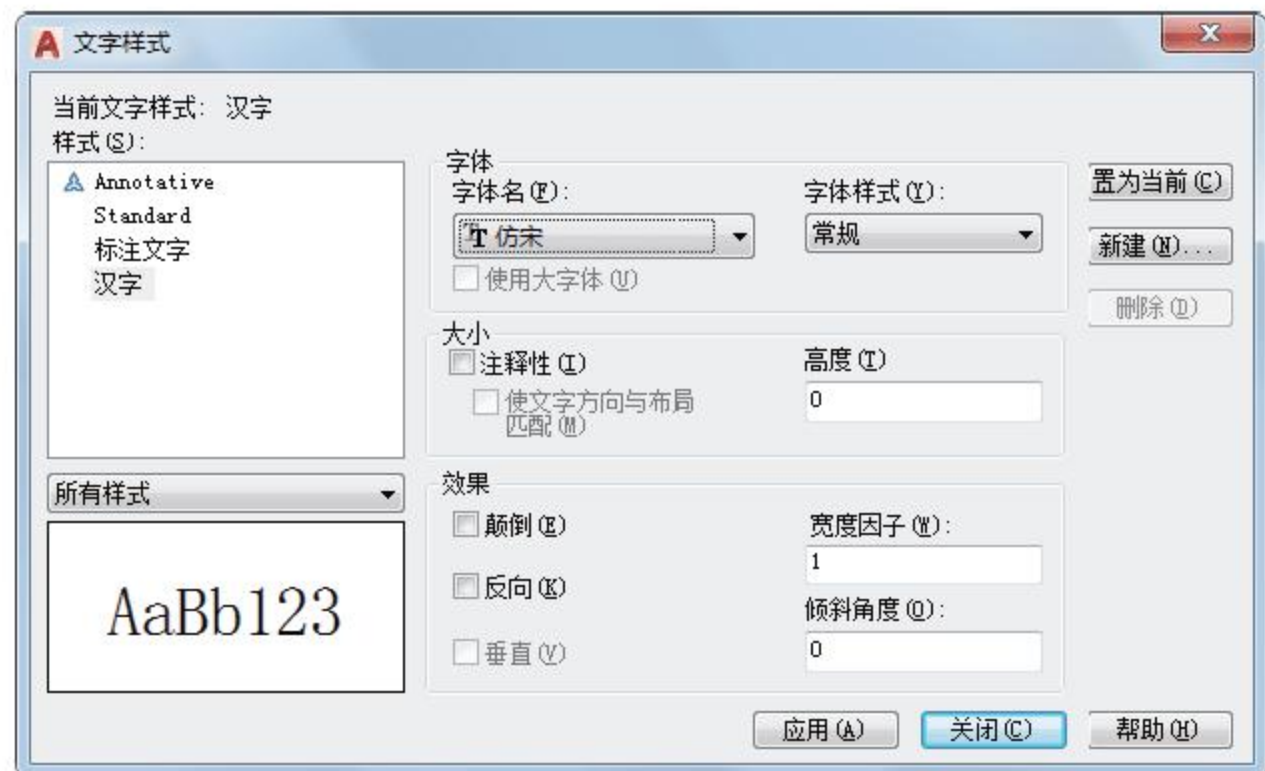 文字样式
当前文字样式: 汉字
样式(S):
Annotative
Standard
标注文字
汉字
所有样式
AaBb123
字体
字体名(F):
仿宋
使用大字体(U)
字体样式(Y):
常规
大小
注释性(I)
使文字方向与布局
匹配(M)
高度(T)
0
效果
颠倒(E)
反向(K)
垂直(V)
宽度因子(W):
1
倾斜角度(O):
0
置为当前(C)
新建(N)...
删除(D)
应用(A)
关闭(C)
帮助(H)